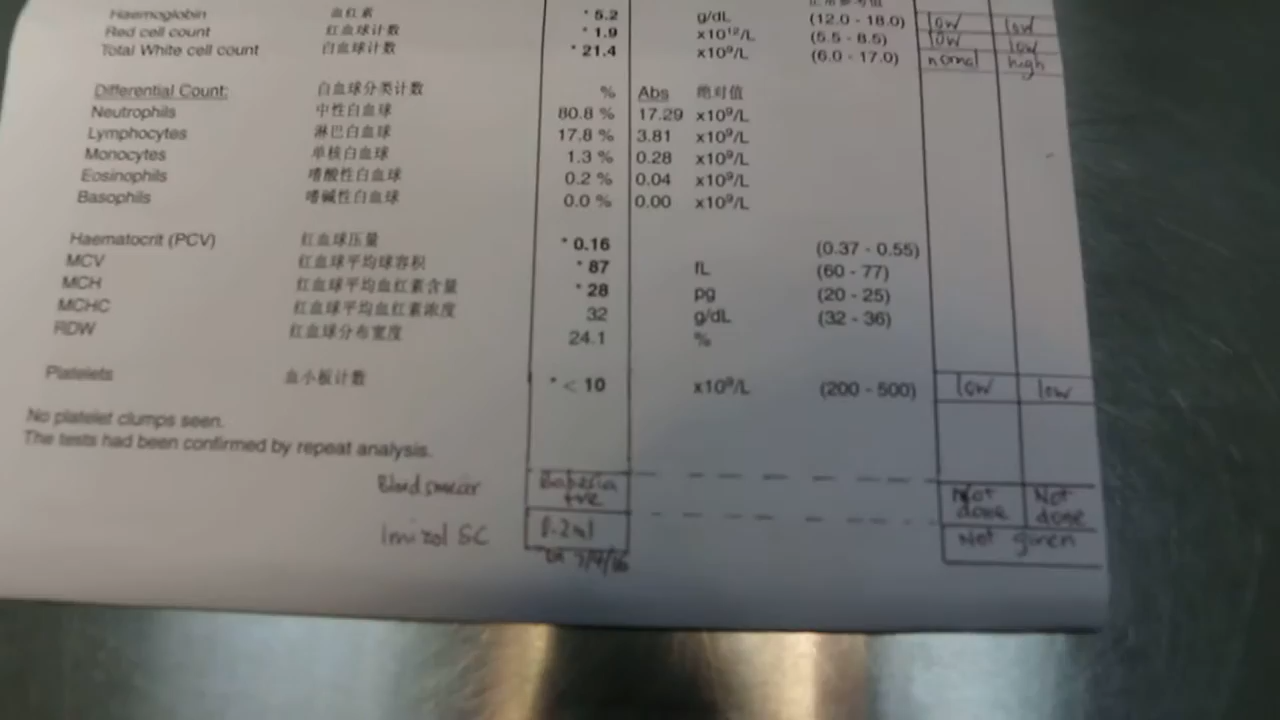 Haemoglobin 血红素 * 5.2 g/dL (12.0 - 18.0) low low
Red cell count 红血球计数 * 1.9 x10¹²/L (5.5 - 8.5) low low
Total White cell count 白血球计数 * 21.4 x10⁹/L (6.0 - 17.0) normal high
Differential Count: 白血球分类计数 % Abs 绝对值
Neutrophils 中性白血球 80.8 % 17.29 x10⁹/L
Lymphocytes 淋巴白血球 17.8 % 3.81 x10⁹/L
Monocytes 单核白血球 1.3 % 0.28 x10⁹/L
Eosinophils 嗜酸性白血球 0.2 % 0.04 x10⁹/L
Basophils 嗜碱性白血球 0.0 % 0.00 x10⁹/L
Haematocrit (PCV) 红血球压量 * 0.16 (0.37 - 0.55)
MCV 红血球平均球容积 * 87 fL (60 - 77)
MCH 红血球平均血红素含量 * 28 pg (20 - 25)
MCHC 红血球平均血红素浓度 32 g/dL (32 - 36)
RDW 红血球分布宽度 24.1 %
Platelets 血小板计数 * < 10 x10⁹/L (200 - 500) low low
No platelet clumps seen.
The tests had been confirmed by repeat analysis.
Blood smear Babesia +ve Not done Not done
Imizol SC Not given